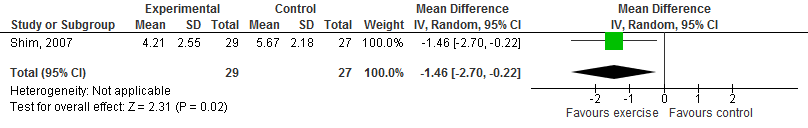 Experimental Control Mean Difference Mean Difference
Study or Subgroup Mean SD Total Mean SD Total Weight IV, Random, 95% CI IV, Random, 95% CI
Shim, 2007 4.21 2.55 29 5.67 2.18 27 100.0% -1.46 [-2.70, -0.22]
Total (95% CI) 29 27 100.0% -1.46 [-2.70, -0.22]
Heterogeneity: Not applicable
Test for overall effect: Z = 2.31 (P = 0.02)
-2 -1 0 1 2
Favours exercise Favours control